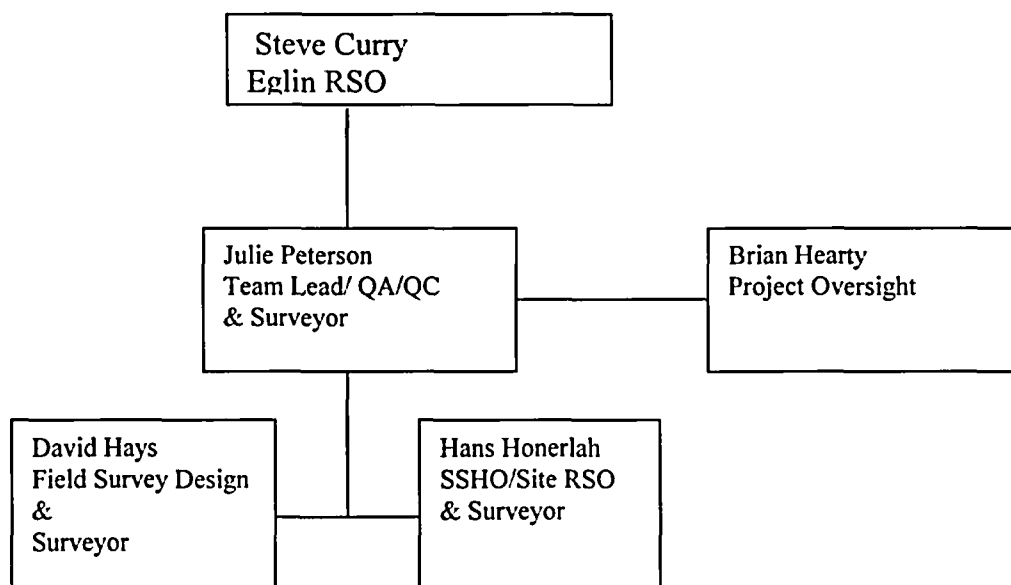 Steve Curry
Eglin RSO
Julie Peterson
Team Lead/ QA/QC
& Surveyor
Brian Hearty
Project Oversight
David Hays
Field Survey Design
&
Surveyor
Hans Honerlah
SSHO/Site RSO
& Surveyor